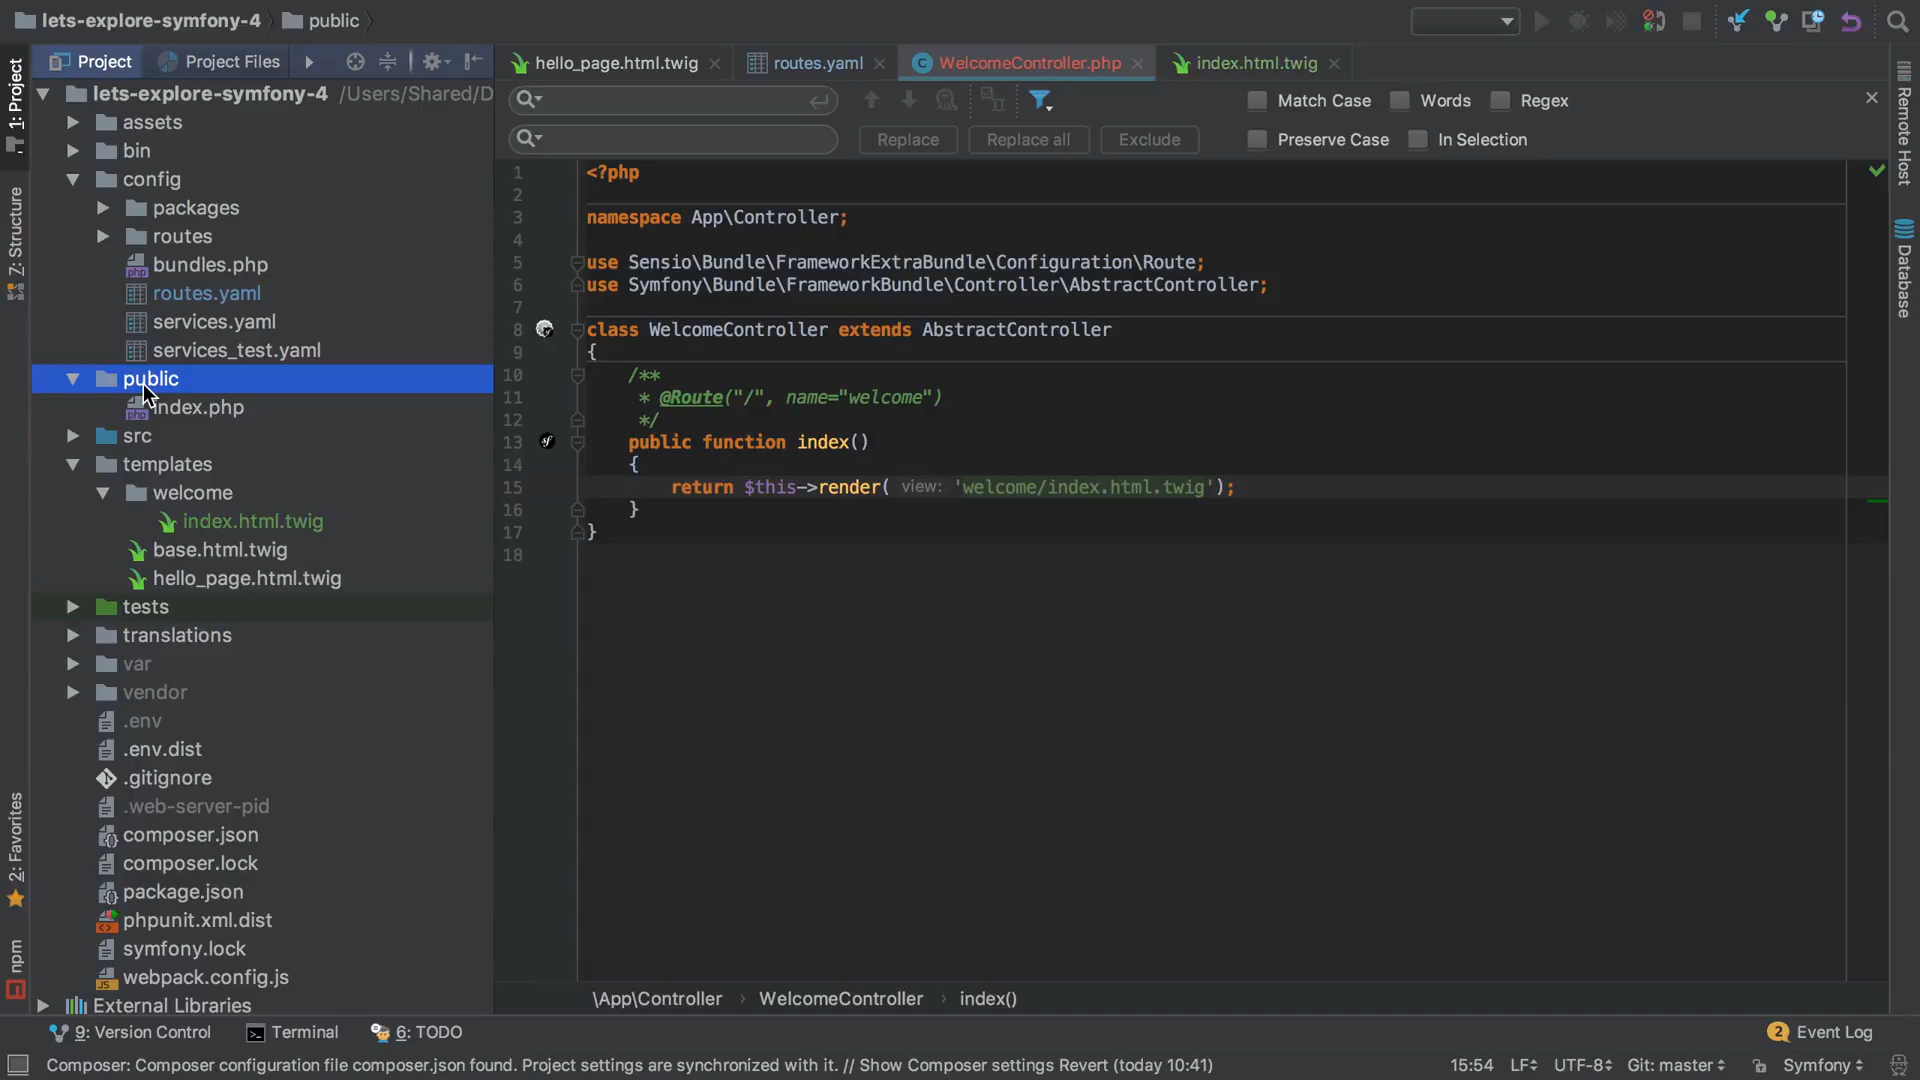 lets-explore-symfony-4 public
Project Project Files
hello_page.html.twig routes.yaml WelcomeController.php index.html.twig
Match Case Words Regex
Replace Replace all Exclude Preserve Case In Selection
1: Project
Z: Structure
2: Favorites
npm
lets-explore-symfony-4 /Users/Shared/D
assets
bin
config
packages
routes
bundles.php
routes.yaml
services.yaml
services_test.yaml
public
index.php
src
templates
welcome
index.html.twig
base.html.twig
hello_page.html.twig
tests
translations
var
vendor
.env
.env.dist
.gitignore
.web-server-pid
composer.json
composer.lock
package.json
phpunit.xml.dist
symfony.lock
webpack.config.js
External Libraries
1 <?php
2
3 namespace App\Controller;
4
5 use Sensio\Bundle\FrameworkExtraBundle\Configuration\Route;
6 use Symfony\Bundle\FrameworkBundle\Controller\AbstractController;
7
8 class WelcomeController extends AbstractController
9 {
10 /**
11 * @Route("/", name="welcome")
12 */
13 public function index()
14 {
15 return $this->render( view: 'welcome/index.html.twig');
16 }
17 }
18
\App\Controller › WelcomeController › index()
Remote Host
Database
9: Version Control Terminal 6: TODO 2 Event Log
Composer: Composer configuration file composer.json found. Project settings are synchronized with it. // Show Composer settings Revert (today 10:41) 15:54 LF UTF-8 Git: master Symfony